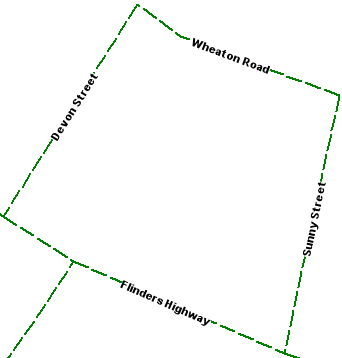 Wheaton Road
Devon Street
Sunny Street
Flinders Highway